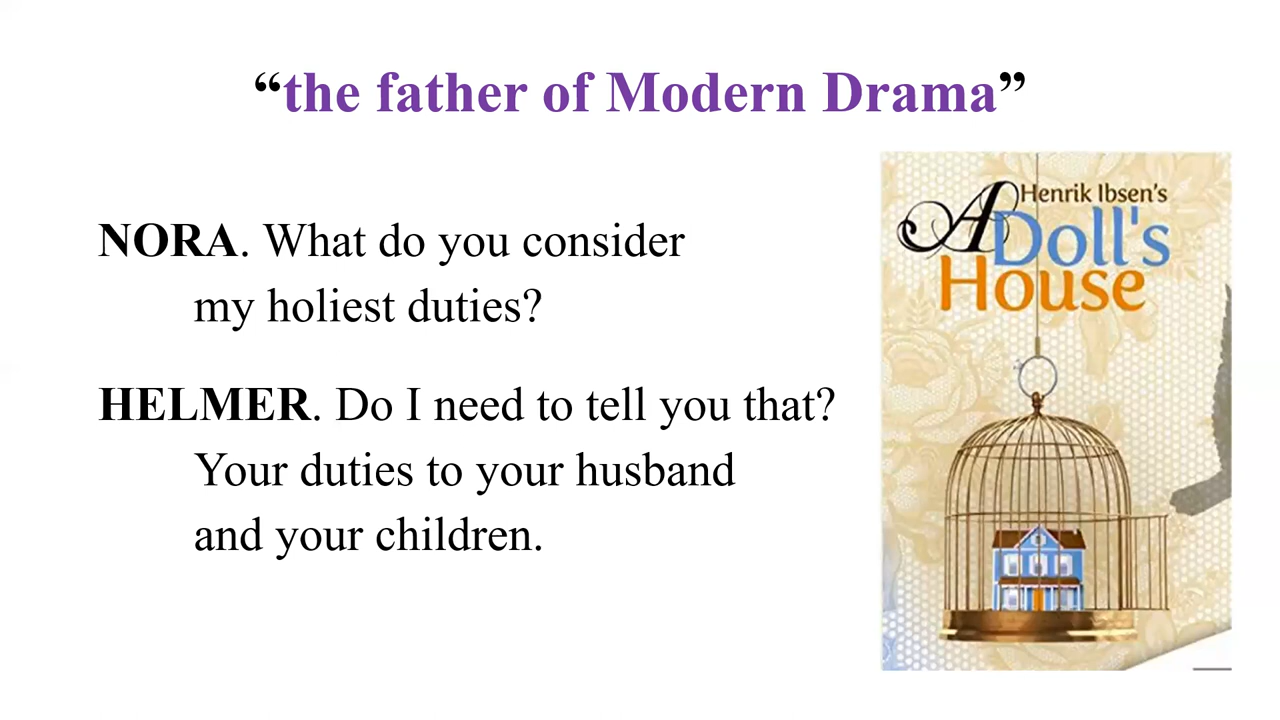 “the father of Modern Drama”
NORA. What do you consider
my holiest duties?
HELMER. Do I need to tell you that?
Your duties to your husband
and your children.
Henrik Ibsen's
A Doll's
House